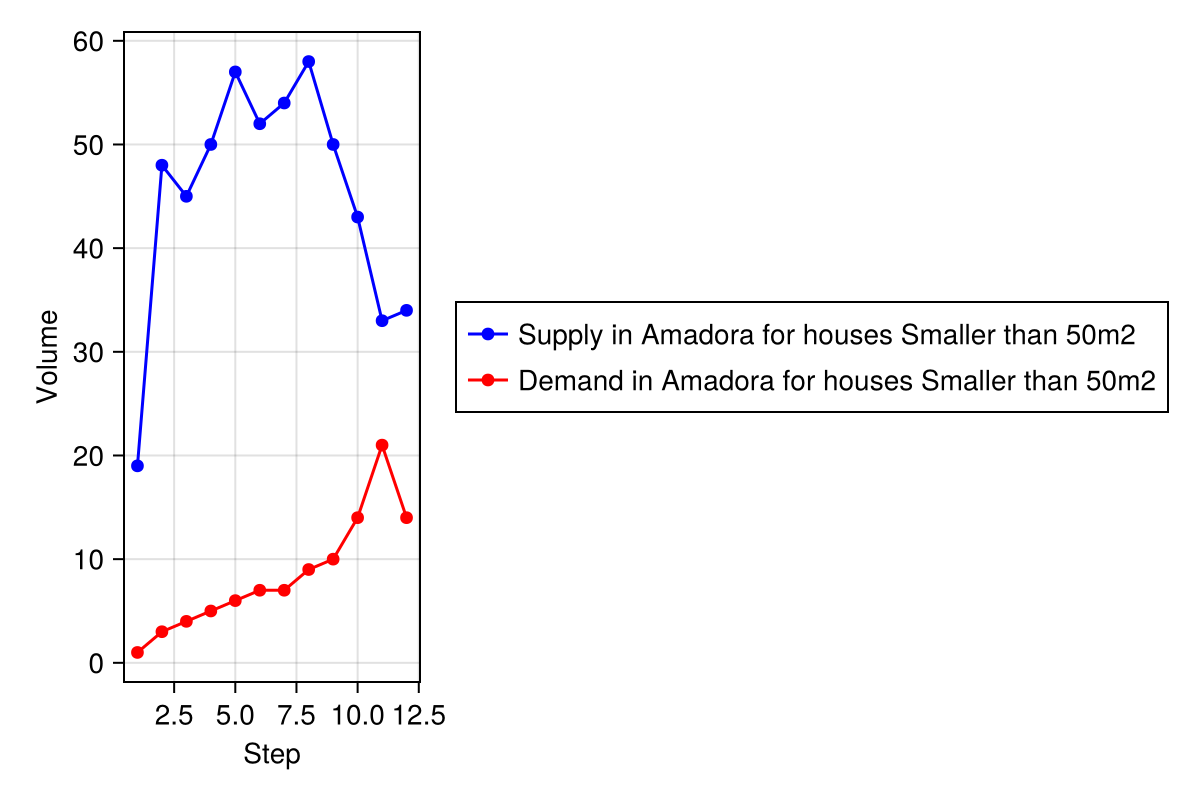 60
50
40
30
20
10
0
Volume
2.5 5.0 7.5 10.0 12.5
Step
Supply in Amadora for houses Smaller than 50m2
Demand in Amadora for houses Smaller than 50m2